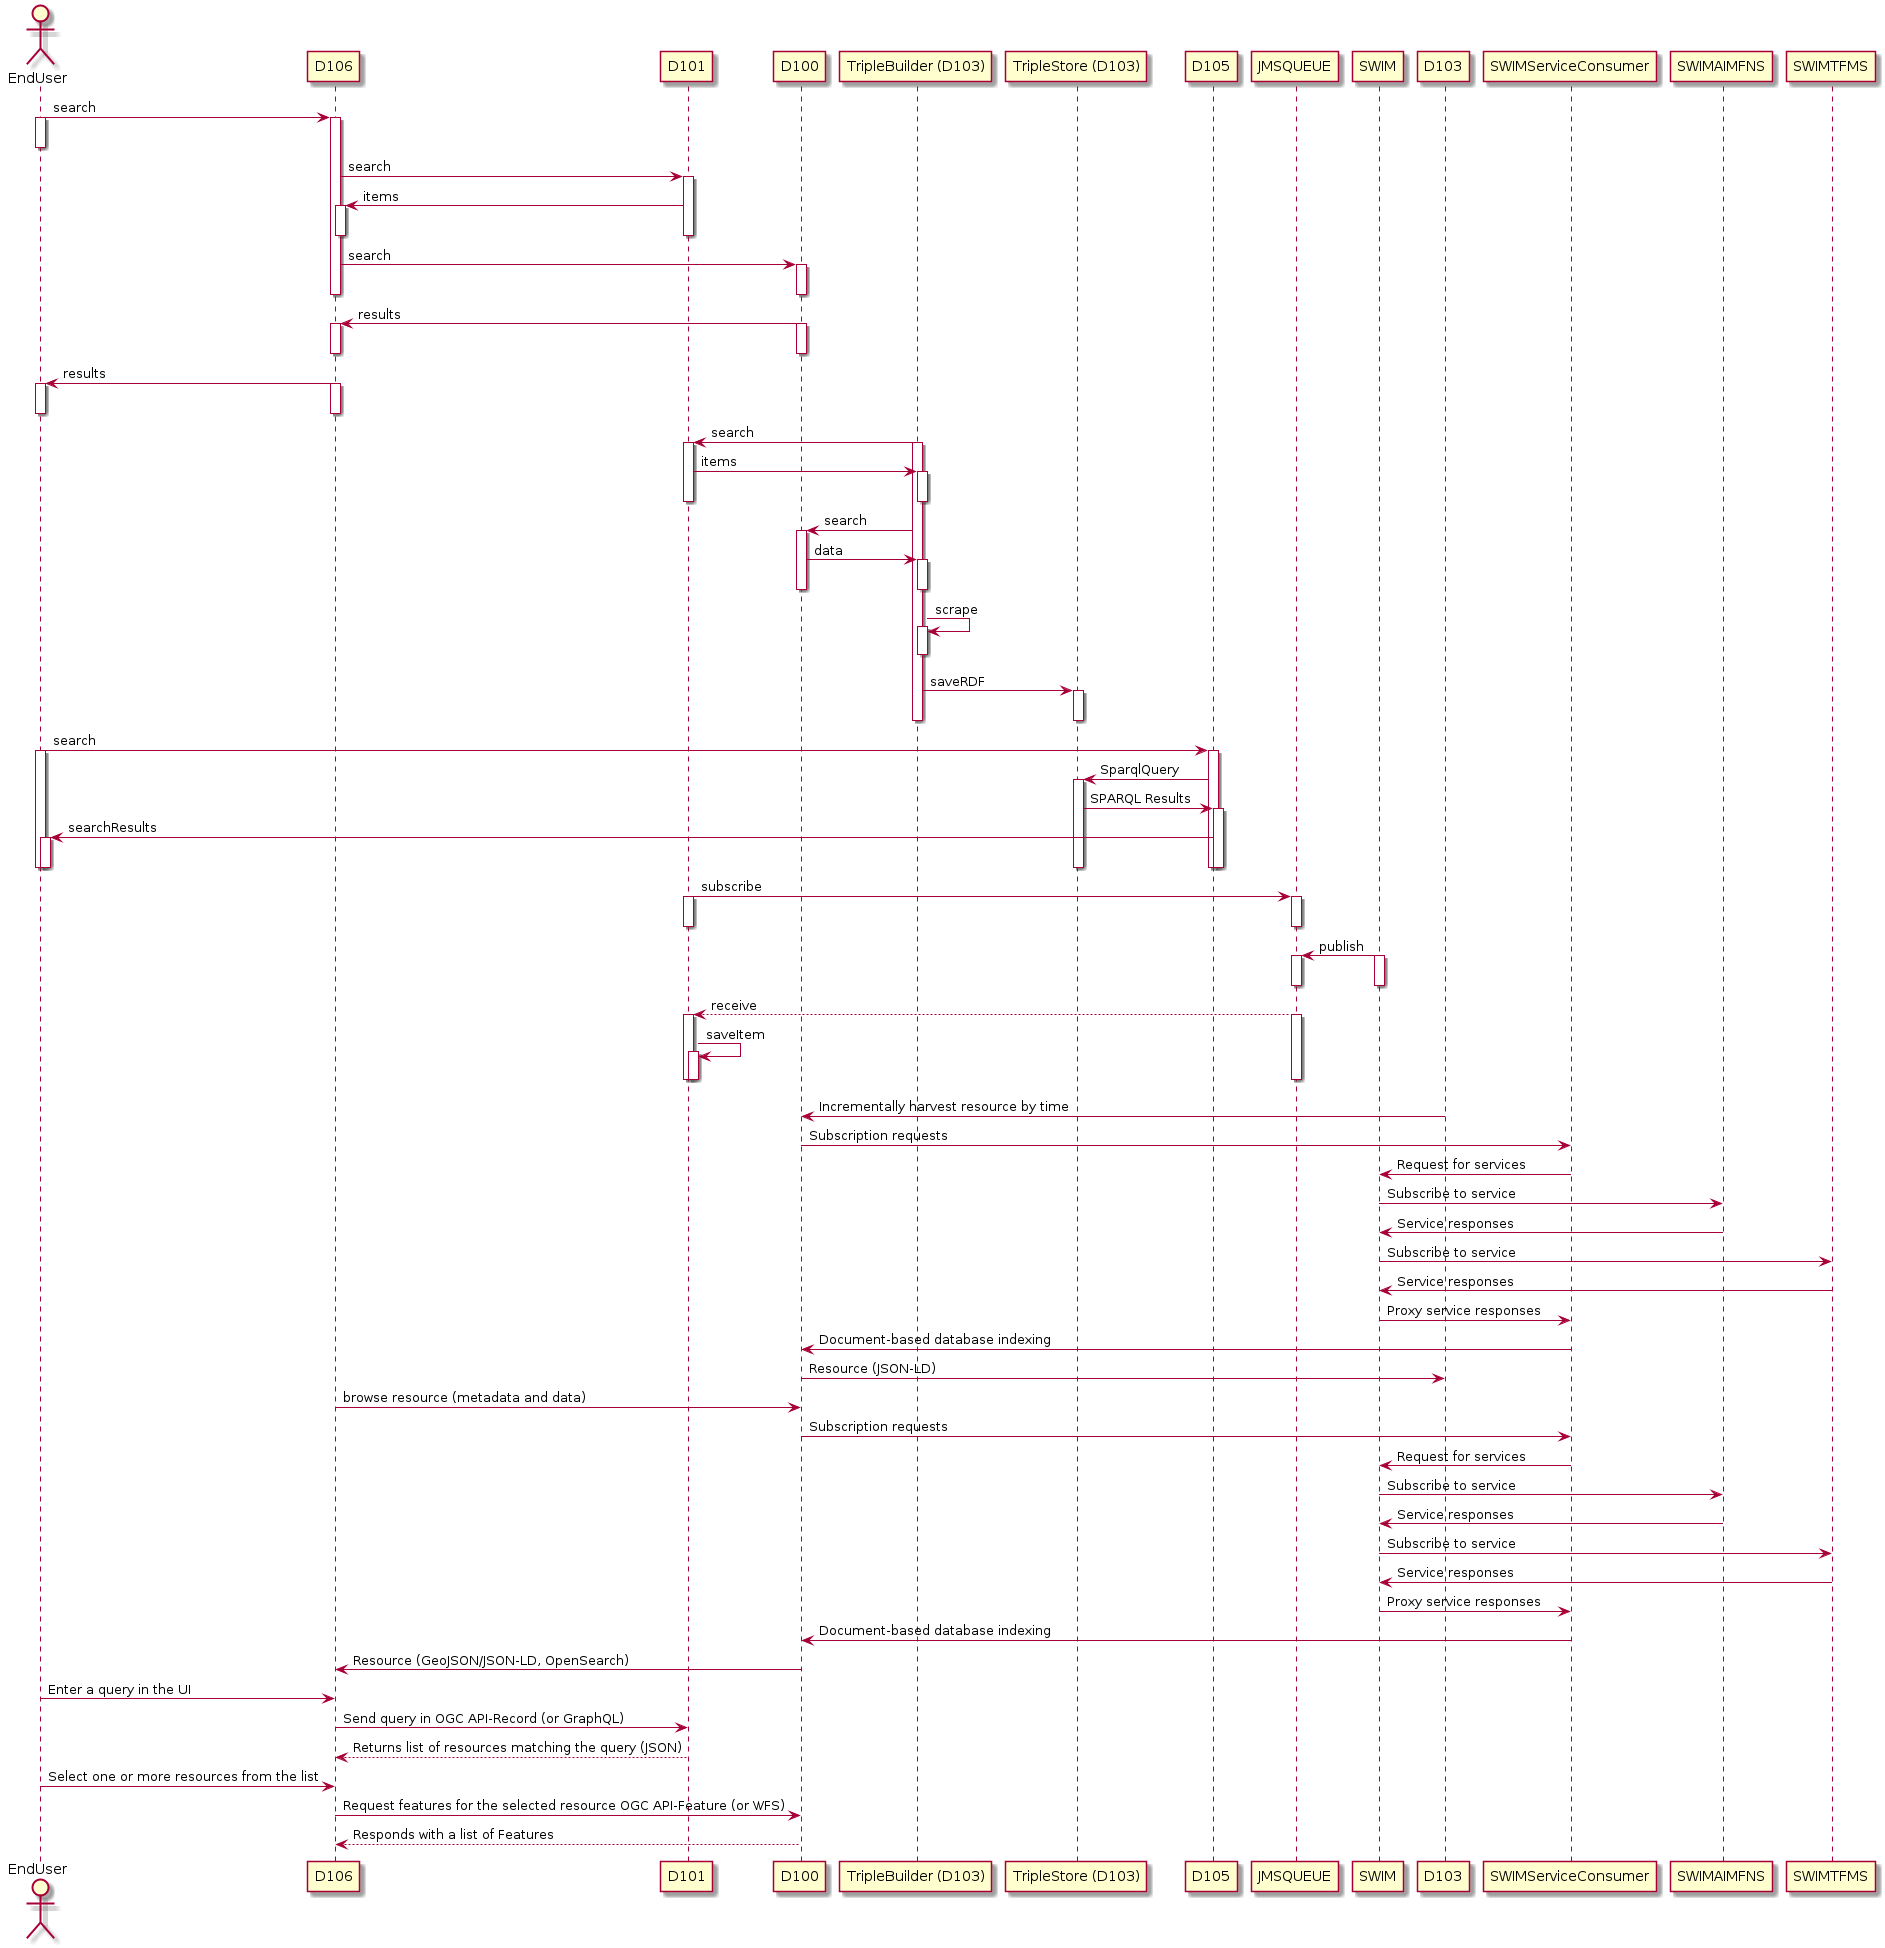 EndUser
D106
D101
D100
TripleBuilder (D103)
TripleStore (D103)
D105
JMSQUEUE
SWIM
D103
SWIMServiceConsumer
SWIMAIMFNS
SWIMTFMS
search
search
items
search
results
results
search
items
search
data
scrape
saveRDF
search
SparqlQuery
SPARQL Results
searchResults
subscribe
publish
receive
saveItem
Incrementally harvest resource by time
Subscription requests
Request for services
Subscribe to service
Service responses
Subscribe to service
Service responses
Proxy service responses
Document-based database indexing
Resource (JSON-LD)
browse resource (metadata and data)
Subscription requests
Request for services
Subscribe to service
Service responses
Subscribe to service
Service responses
Proxy service responses
Document-based database indexing
Resource (GeoJSON/JSON-LD, OpenSearch)
Enter a query in the UI
Send query in OGC API-Record (or GraphQL)
Returns list of resources matching the query (JSON)
Select one or more resources from the list
Request features for the selected resource OGC API-Feature (or WFS)
Responds with a list of Features
EndUser
D106
D101
D100
TripleBuilder (D103)
TripleStore (D103)
D105
JMSQUEUE
SWIM
D103
SWIMServiceConsumer
SWIMAIMFNS
SWIMTFMS